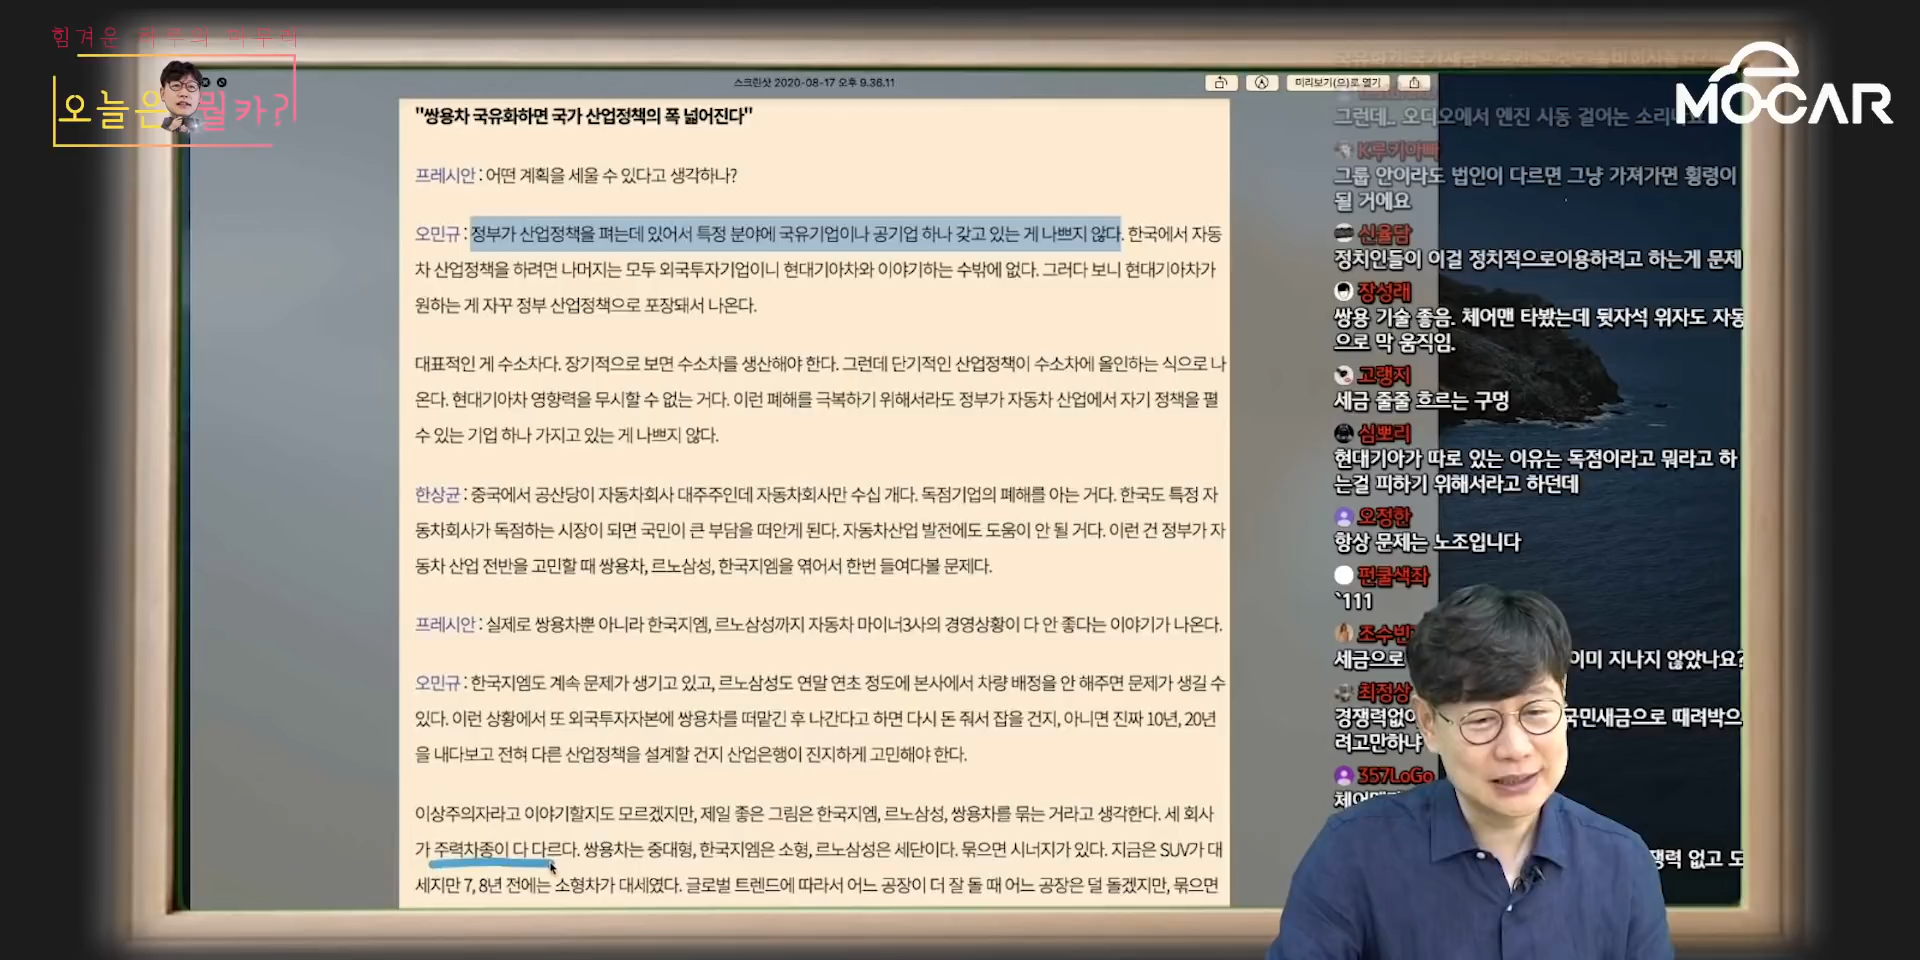 힘겨운
오늘은 뭘카?
스크린샷 2020-08-17 오후 9.36.11
미리보기(으)로 열기
MOCAR
"쌍용차 국유화하면 국가 산업정책의 폭 넓어진다"
프레시안 : 어떤 계획을 세울 수 있다고 생각하나?
오민규 : 정부가 산업정책을 펴는데 있어서 특정 분야에 국유기업이나 공기업 하나 갖고 있는 게 나쁘지 않다. 한국에서 자동
차 산업정책을 하려면 나머지는 모두 외국투자기업이니 현대기아차와 이야기하는 수밖에 없다. 그러다 보니 현대기아차가
원하는 게 자꾸 정부 산업정책으로 포장돼서 나온다.
대표적인 게 수소차다. 장기적으로 보면 수소차를 생산해야 한다. 그런데 단기적인 산업정책이 수소차에 올인하는 식으로 나
온다. 현대기아차 영향력을 무시할 수 없는 거다. 이런 폐해를 극복하기 위해서라도 정부가 자동차 산업에서 자기 정책을 펼
수 있는 기업 하나 가지고 있는 게 나쁘지 않다.
한상균 : 중국에서 공산당이 자동차회사 대주주인데 자동차회사만 수십 개다. 독점기업의 폐해를 아는 거다. 한국도 특정 자
동차회사가 독점하는 시장이 되면 국민이 큰 부담을 떠안게 된다. 자동차산업 발전에도 도움이 안 될 거다. 이런 건 정부가 자
동차 산업 전반을 고민할 때 쌍용차, 르노삼성, 한국지엠을 엮어서 한번 들여다볼 문제다.
프레시안 : 실제로 쌍용차뿐 아니라 한국지엠, 르노삼성까지 자동차 마이너3사의 경영상황이 다 안 좋다는 이야기가 나온다.
오민규 : 한국지엠도 계속 문제가 생기고 있고, 르노삼성도 연말 연초 정도에 본사에서 차량 배정을 안 해주면 문제가 생길 수
있다. 이런 상황에서 또 외국투자자본에 쌍용차를 떠맡긴 후 나간다고 하면 다시 돈 줘서 잡을 건지, 아니면 진짜 10년, 20년
을 내다보고 전혀 다른 산업정책을 설계할 건지 산업은행이 진지하게 고민해야 한다.
이상주의자라고 이야기할지도 모르겠지만, 제일 좋은 그림은 한국지엠, 르노삼성, 쌍용차를 묶는 거라고 생각한다. 세 회사
가 주력차종이 다 다르다. 쌍용차는 중대형, 한국지엠은 소형, 르노삼성은 세단이다. 묶으면 시너지가 있다. 지금은 SUV가 대
세지만 7, 8년 전에는 소형차가 대세였다. 글로벌 트렌드에 따라서 어느 공장이 더 잘 돌 때 어느 공장은 덜 돌겠지만, 묶으면
그런데.. 오디오에서 엔진 시동 걸어는
K루키아빠
그룹 안이라도 법인이 다르면 그냥 가져가면 횡령이
될 거에요
신율담
정치인들이 이걸 정치적으로이용하려고 하는게 문제
장성래
쌍용 기술 좋음. 체어맨 타봤는데 뒷자석 위자도 자동
으로 막 움직임.
고랭지
세금 줄줄 흐르는 구멍
심뽀리
현대기아가 따로 있는 이유는 독점이라고 뭐라고 하
는걸 피하기 위해서라고 하던데
오정한
항상 문제는 노조입니다
펀쿨색좌
`111
조수빈
세금으로 이미 지나지 않았나요?
최정상
경쟁력없이 국민새금으로 때려박으
려고만하냐
357LoGo
쟁력 없고 도